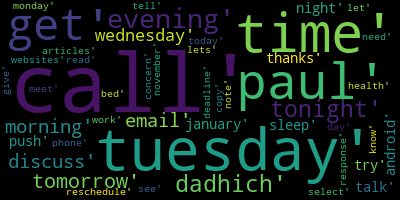 monday' tell' night' let'
get' evening' time'
wednesday' today' need'
articles' lets' thanks'
websites' read'
call' paul' health'
give' meet' bed' concern' november' deadline' copy' note'
tonight'
morning' email' january' sleep' day' know' android'
push' phone' work'
discuss' tuesday' try'
tomorrow' dadhich' response' talk'
reschedule' see' select'